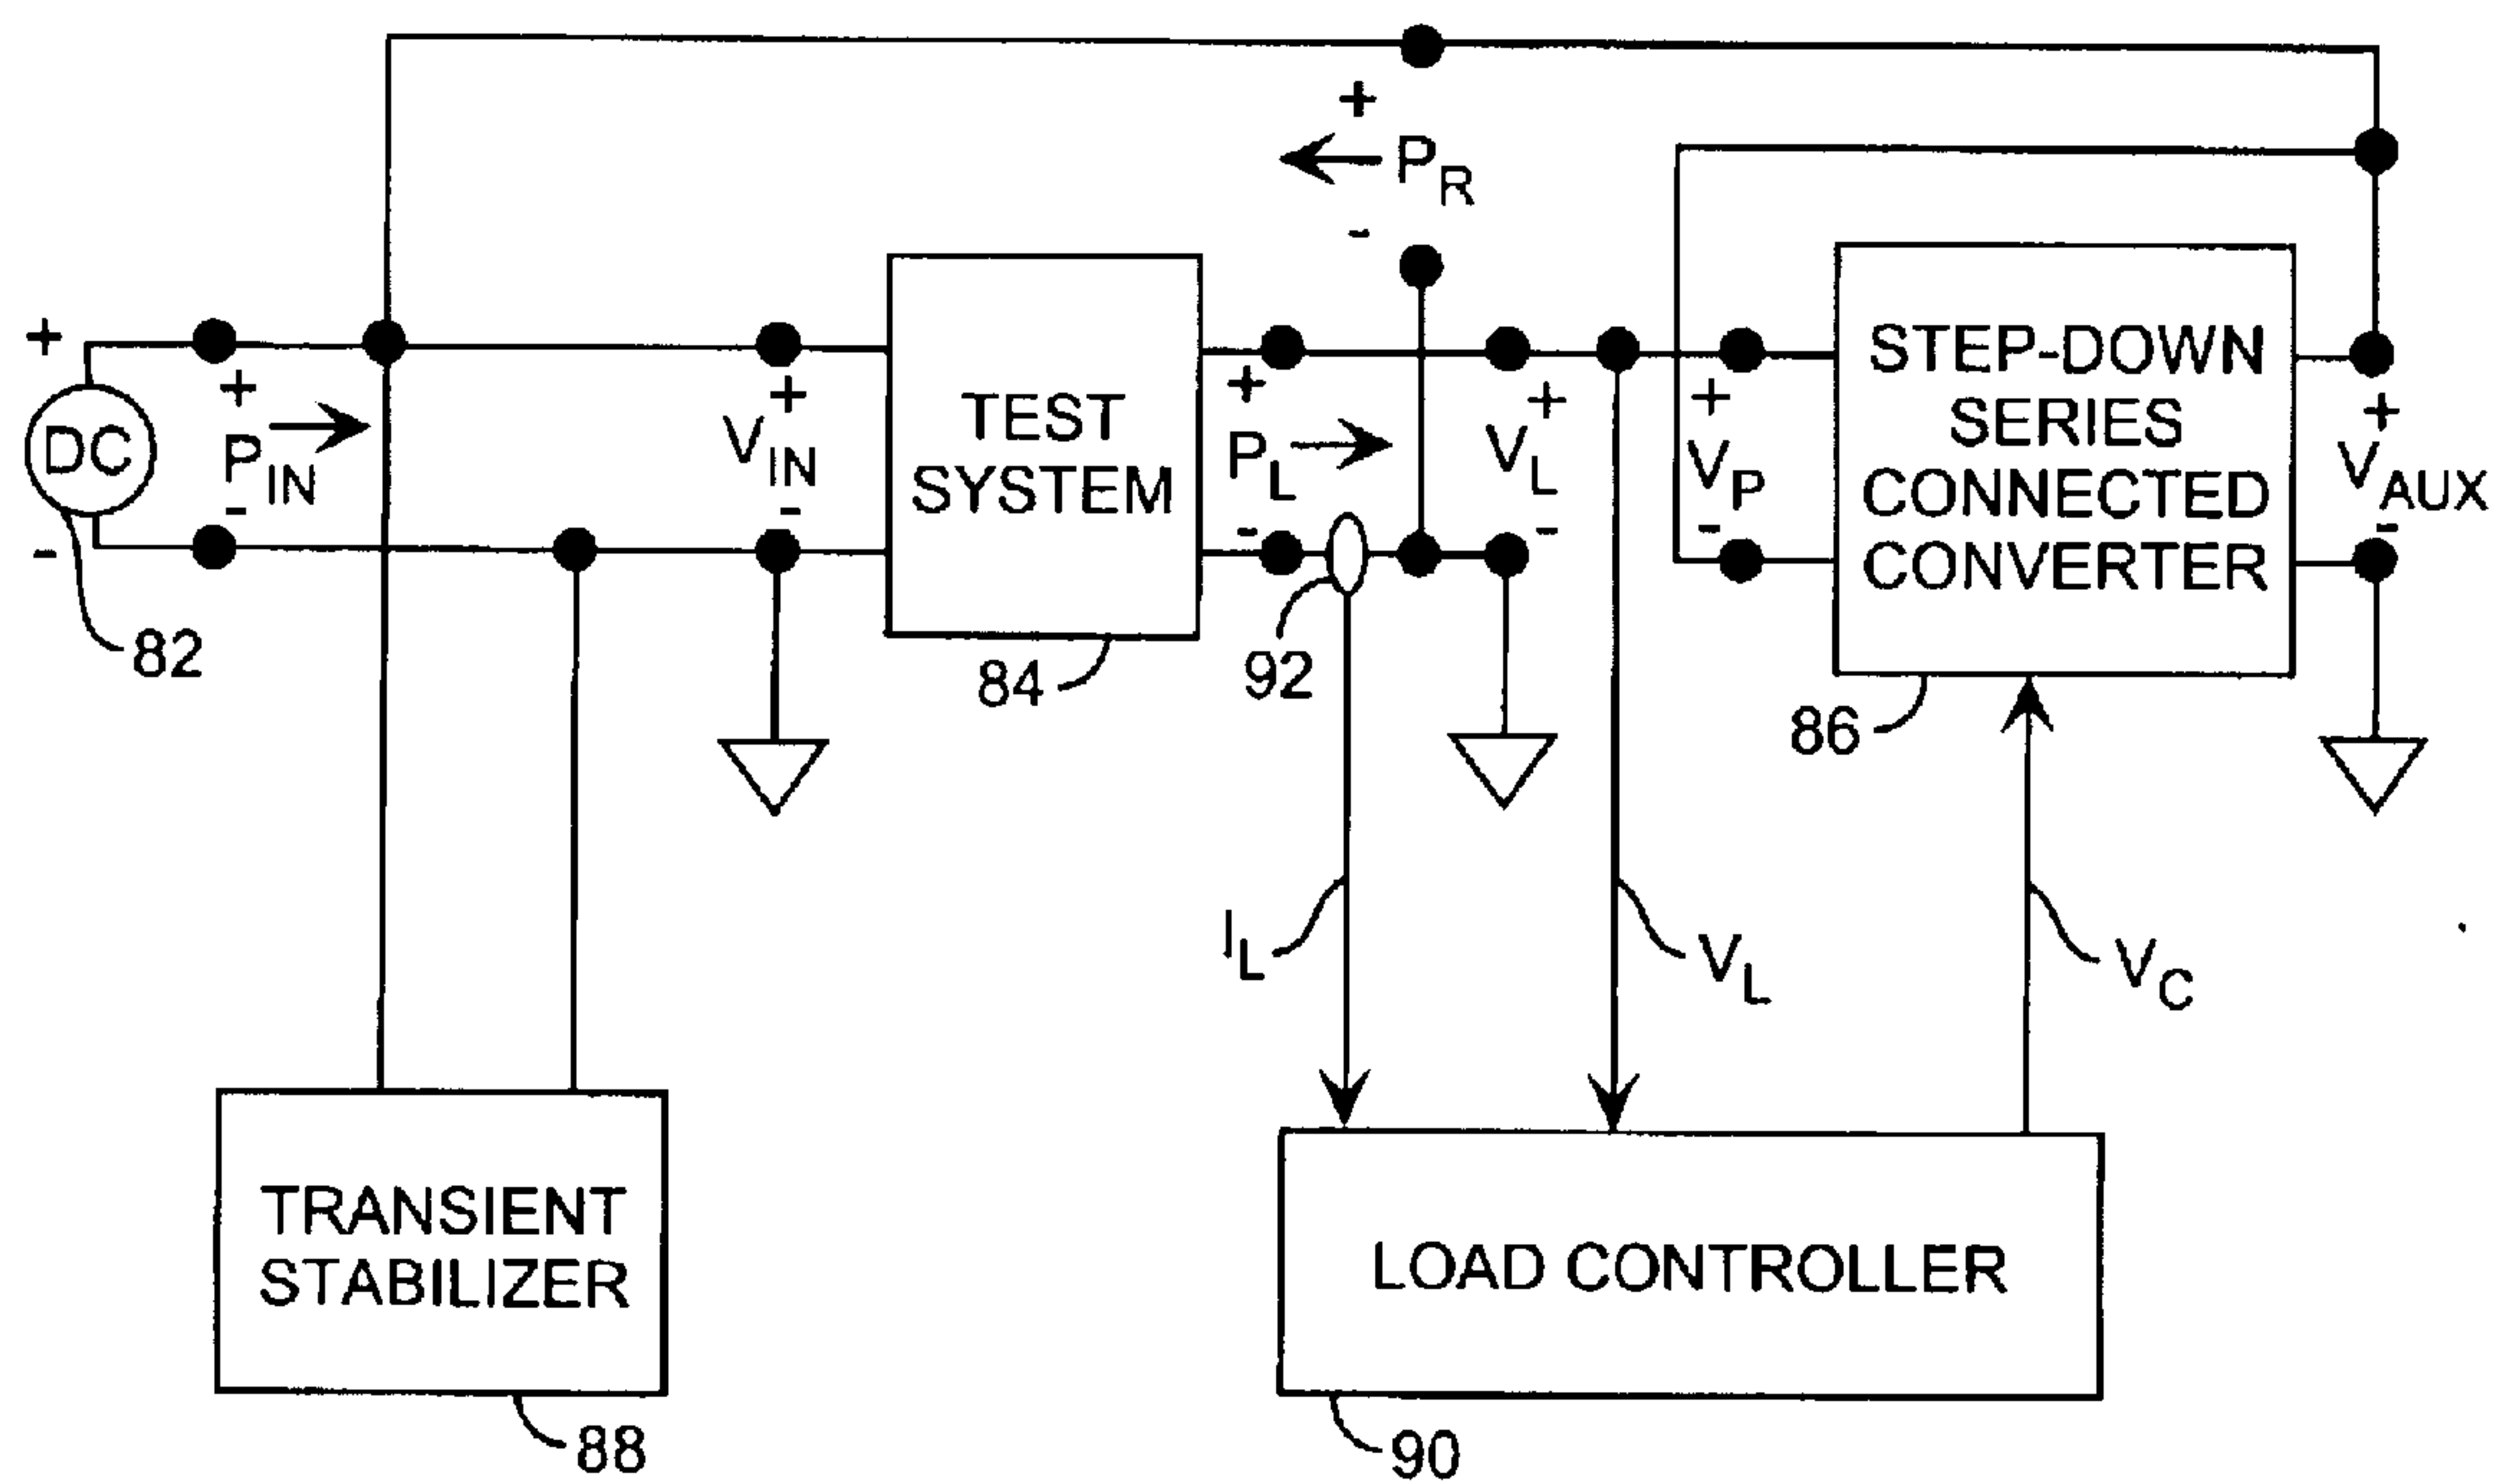 +
P_R
-
+
DC
-
82
+
P_IN
-
+
V_IN
-
TEST
SYSTEM
84
+
P_L
-
92
+
V_L
-
+
V_P
-
STEP-DOWN
SERIES
CONNECTED
CONVERTER
86
+
V_AUX
-
I_L
V_L
V_C
TRANSIENT
STABILIZER
88
LOAD CONTROLLER
90